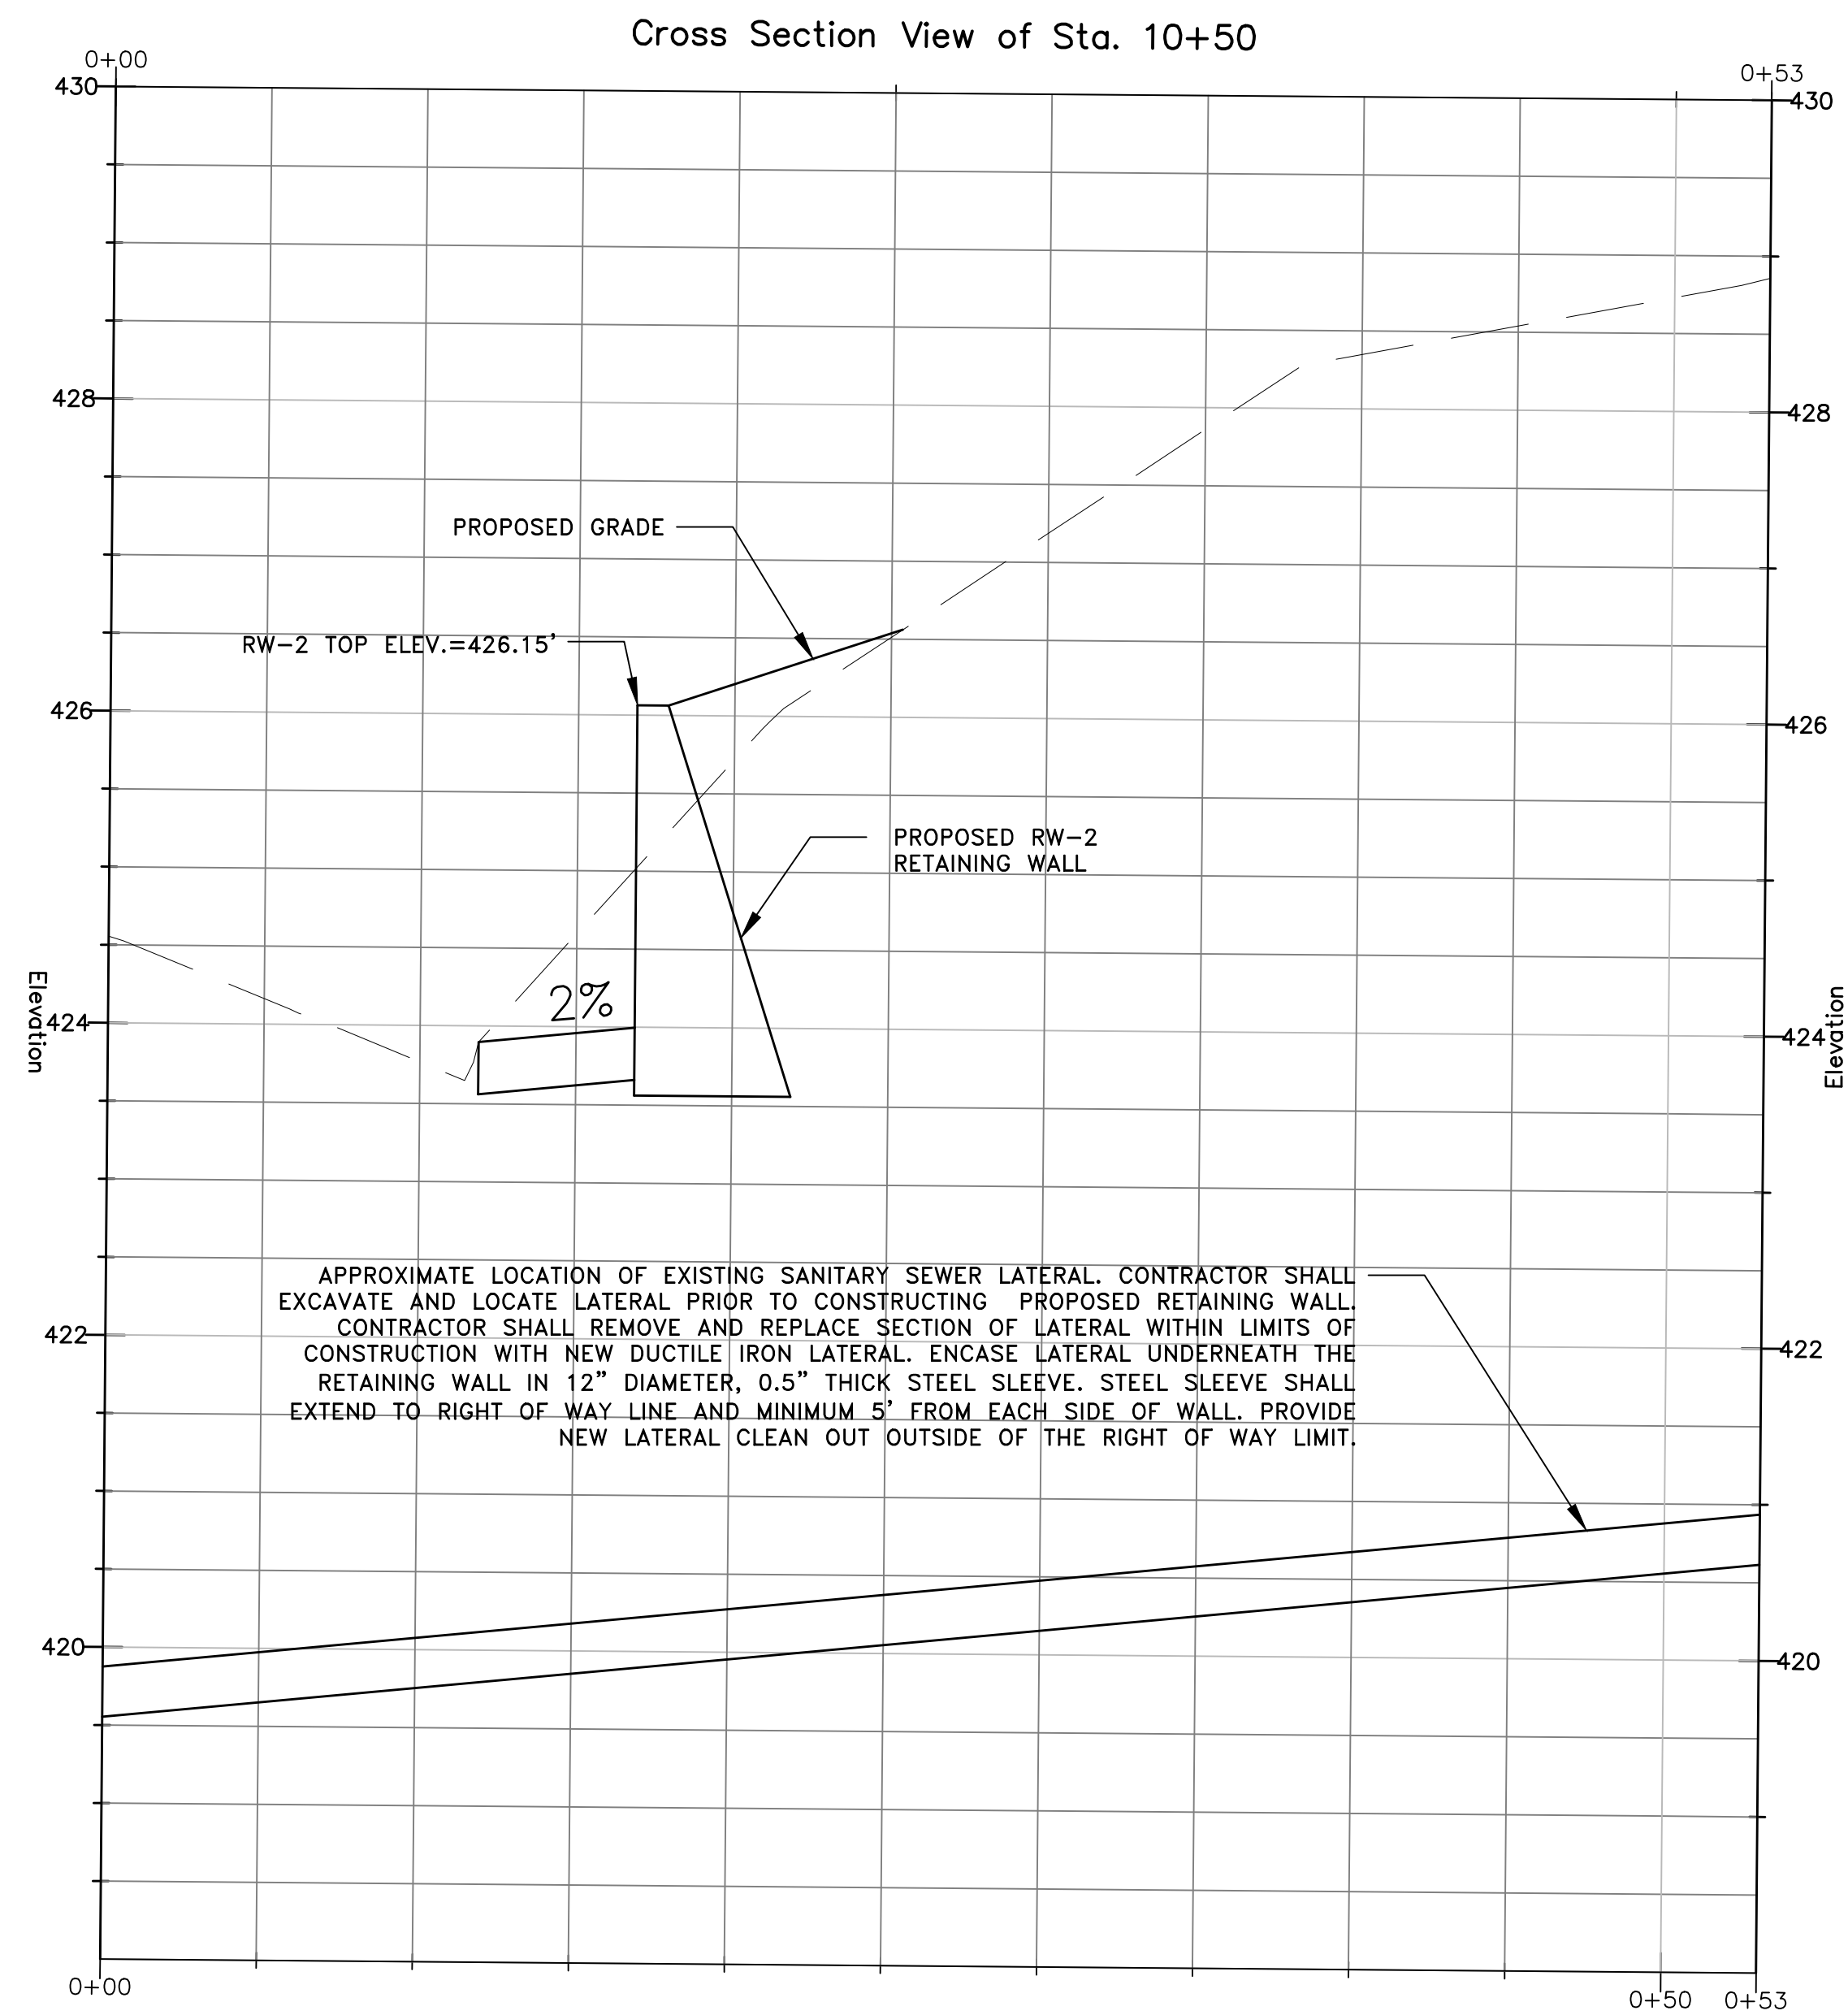 Cross Section View of Sta. 10+50
0+00
0+53
430
430
428
428
PROPOSED GRADE
RW-2 TOP ELEV.=426.15'
426
426
PROPOSED RW-2
RETAINING WALL
Elevation
Elevation
2%
424
424
APPROXIMATE LOCATION OF EXISTING SANITARY SEWER LATERAL. CONTRACTOR SHALL
EXCAVATE AND LOCATE LATERAL PRIOR TO CONSTRUCTING PROPOSED RETAINING WALL.
CONTRACTOR SHALL REMOVE AND REPLACE SECTION OF LATERAL WITHIN LIMITS OF
CONSTRUCTION WITH NEW DUCTILE IRON LATERAL. ENCASE LATERAL UNDERNEATH THE
RETAINING WALL IN 12" DIAMETER, 0.5" THICK STEEL SLEEVE. STEEL SLEEVE SHALL
EXTEND TO RIGHT OF WAY LINE AND MINIMUM 5' FROM EACH SIDE OF WALL. PROVIDE
NEW LATERAL CLEAN OUT OUTSIDE OF THE RIGHT OF WAY LIMIT.
422
422
420
420
0+00
0+50
0+53